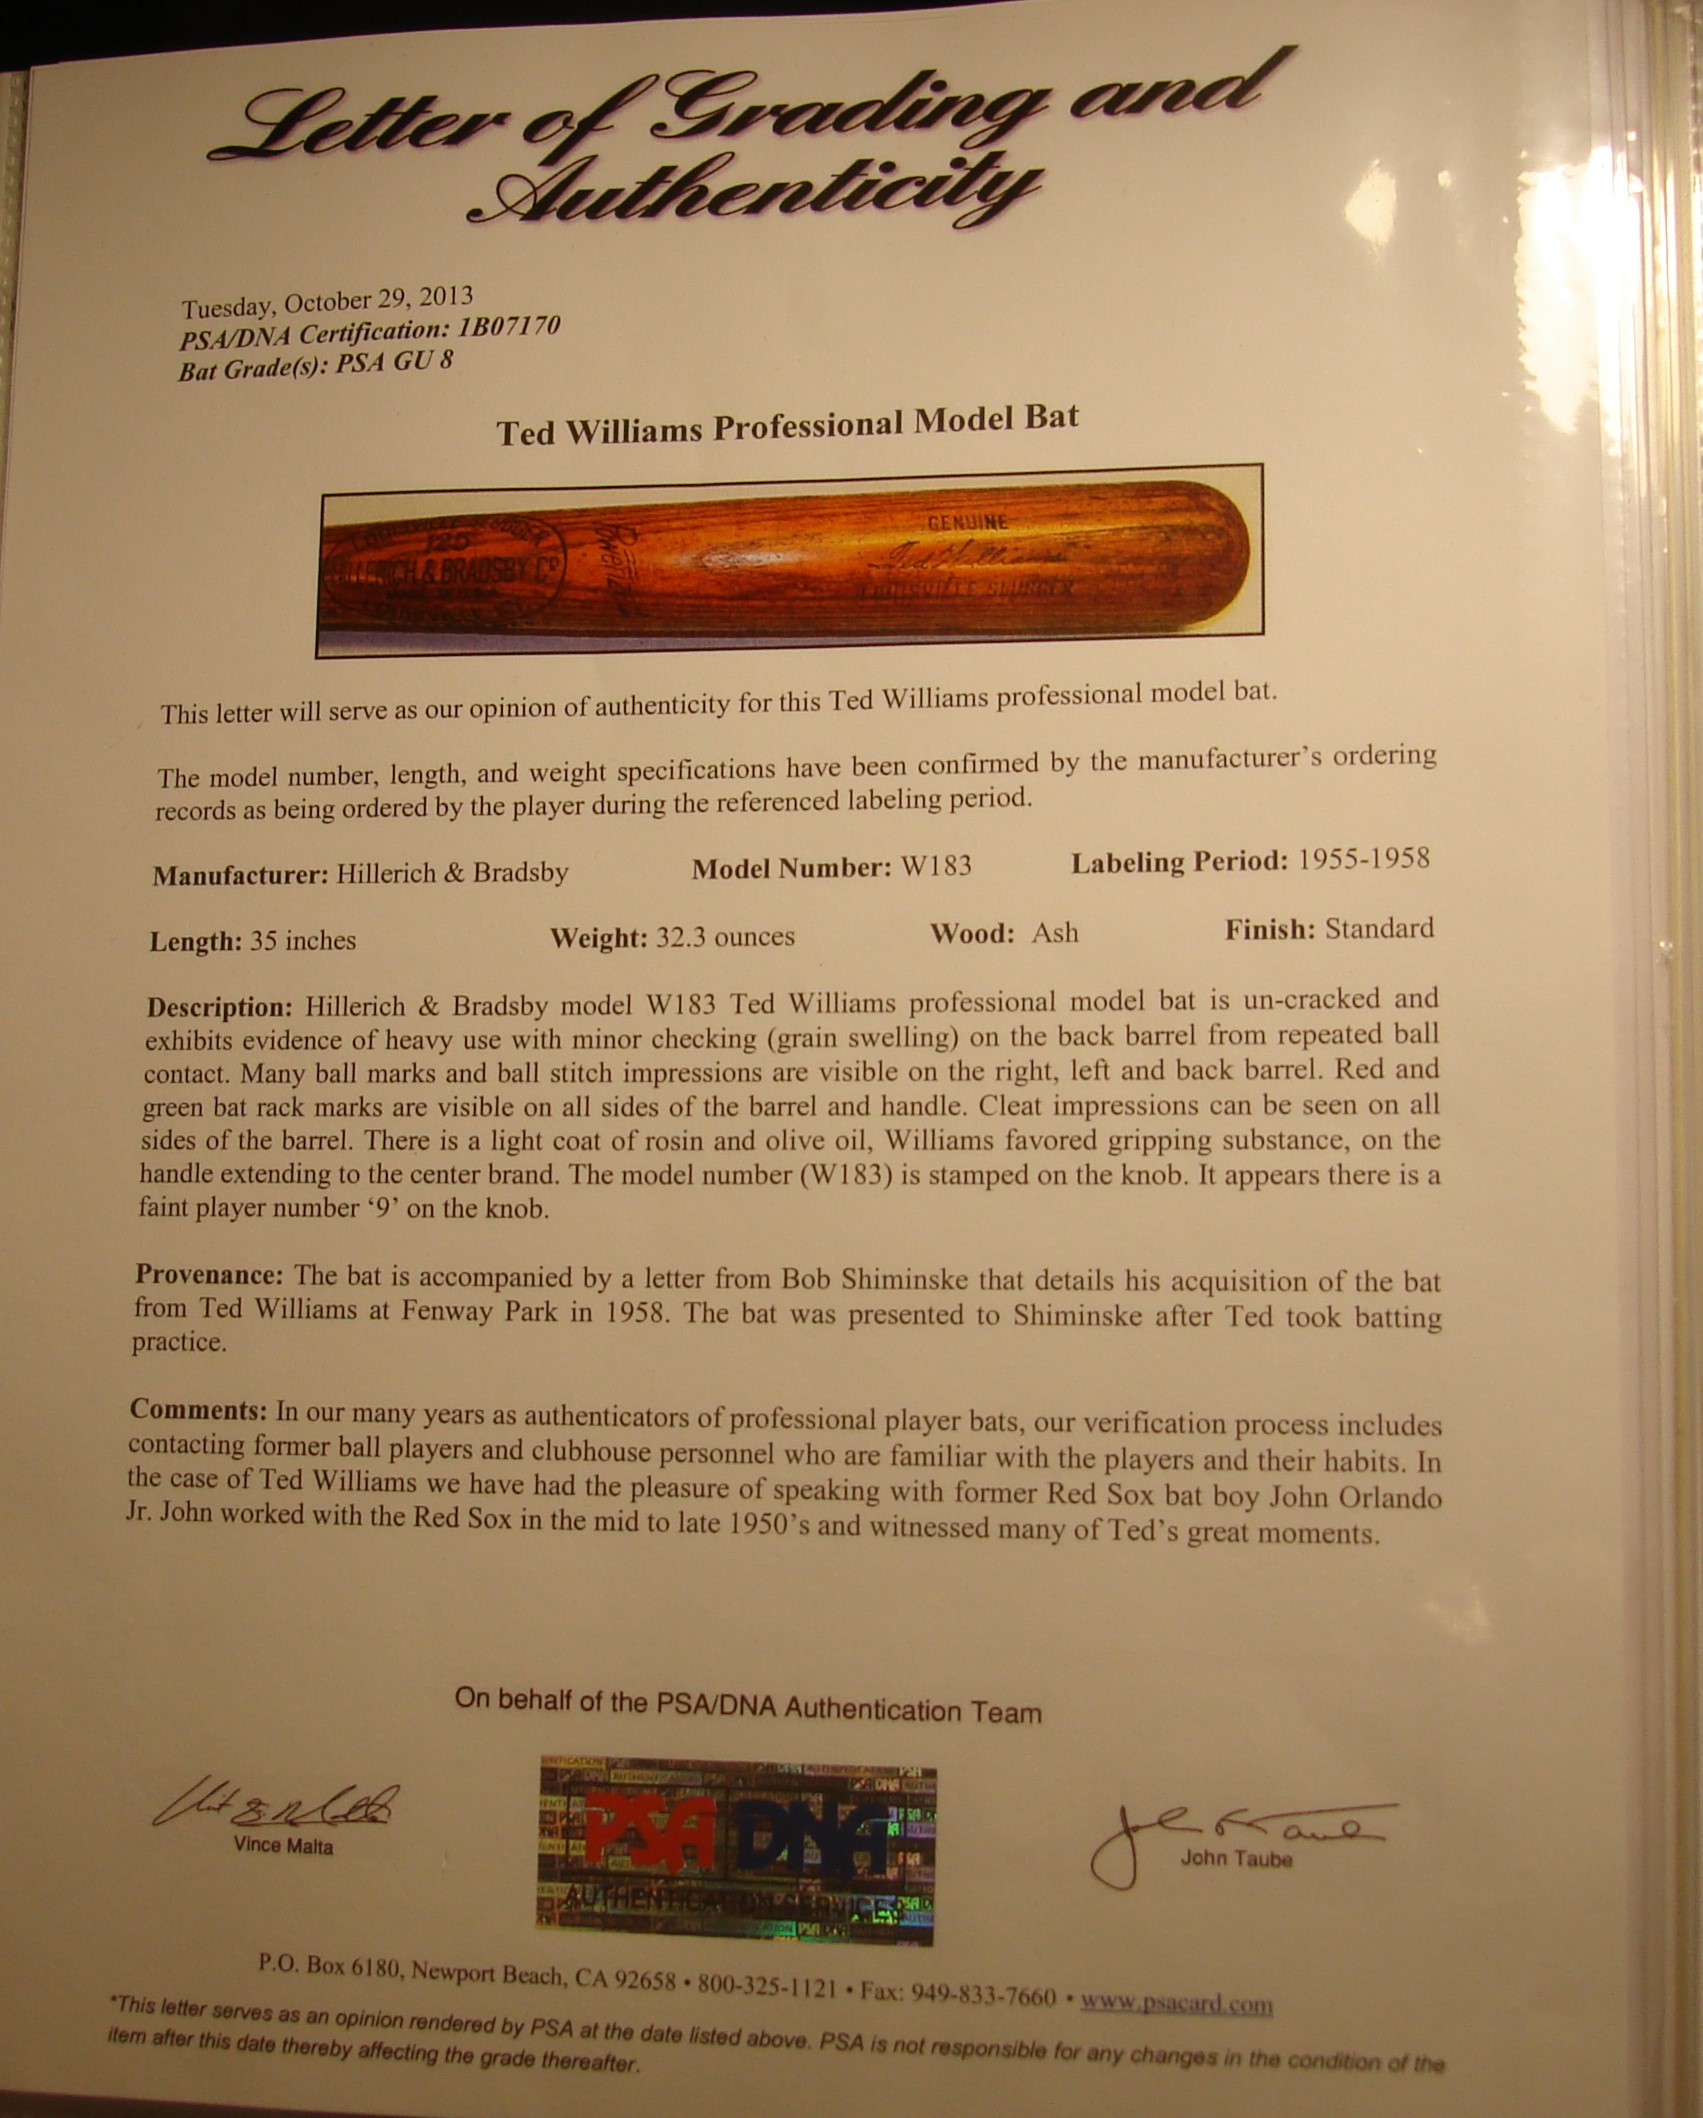 Letter of Grading and
Authenticity
Tuesday, October 29, 2013
PSA/DNA Certification: 1B07170
Bat Grade(s): PSA GU 8
Ted Williams Professional Model Bat
LOUISVILLE SLUGGER
125
HILLERICH & BRADSBY Co
GENUINE
Ted Williams
LOUISVILLE SLUGGER
This letter will serve as our opinion of authenticity for this Ted Williams professional model bat.
The model number, length, and weight specifications have been confirmed by the manufacturer's ordering
records as being ordered by the player during the referenced labeling period.
Manufacturer: Hillerich & Bradsby Model Number: W183 Labeling Period: 1955-1958
Length: 35 inches Weight: 32.3 ounces Wood: Ash Finish: Standard
Description: Hillerich & Bradsby model W183 Ted Williams professional model bat is un-cracked and
exhibits evidence of heavy use with minor checking (grain swelling) on the back barrel from repeated ball
contact. Many ball marks and ball stitch impressions are visible on the right, left and back barrel. Red and
green bat rack marks are visible on all sides of the barrel and handle. Cleat impressions can be seen on all
sides of the barrel. There is a light coat of rosin and olive oil, Williams favored gripping substance, on the
handle extending to the center brand. The model number (W183) is stamped on the knob. It appears there is a
faint player number ‘9’ on the knob.
Provenance: The bat is accompanied by a letter from Bob Shiminske that details his acquisition of the bat
from Ted Williams at Fenway Park in 1958. The bat was presented to Shiminske after Ted took batting
practice.
Comments: In our many years as authenticators of professional player bats, our verification process includes
contacting former ball players and clubhouse personnel who are familiar with the players and their habits. In
the case of Ted Williams we have had the pleasure of speaking with former Red Sox bat boy John Orlando
Jr. John worked with the Red Sox in the mid to late 1950's and witnessed many of Ted's great moments.
On behalf of the PSA/DNA Authentication Team
Vince Malta
PSA DNA
AUTHENTICATION SERVICES
John Taube
P.O. Box 6180, Newport Beach, CA 92658 • 800-325-1121 • Fax: 949-833-7660 • www.psacard.com
*This letter serves as an opinion rendered by PSA at the date listed above. PSA is not responsible for any changes in the condition of the
item after this date thereby affecting the grade thereafter.